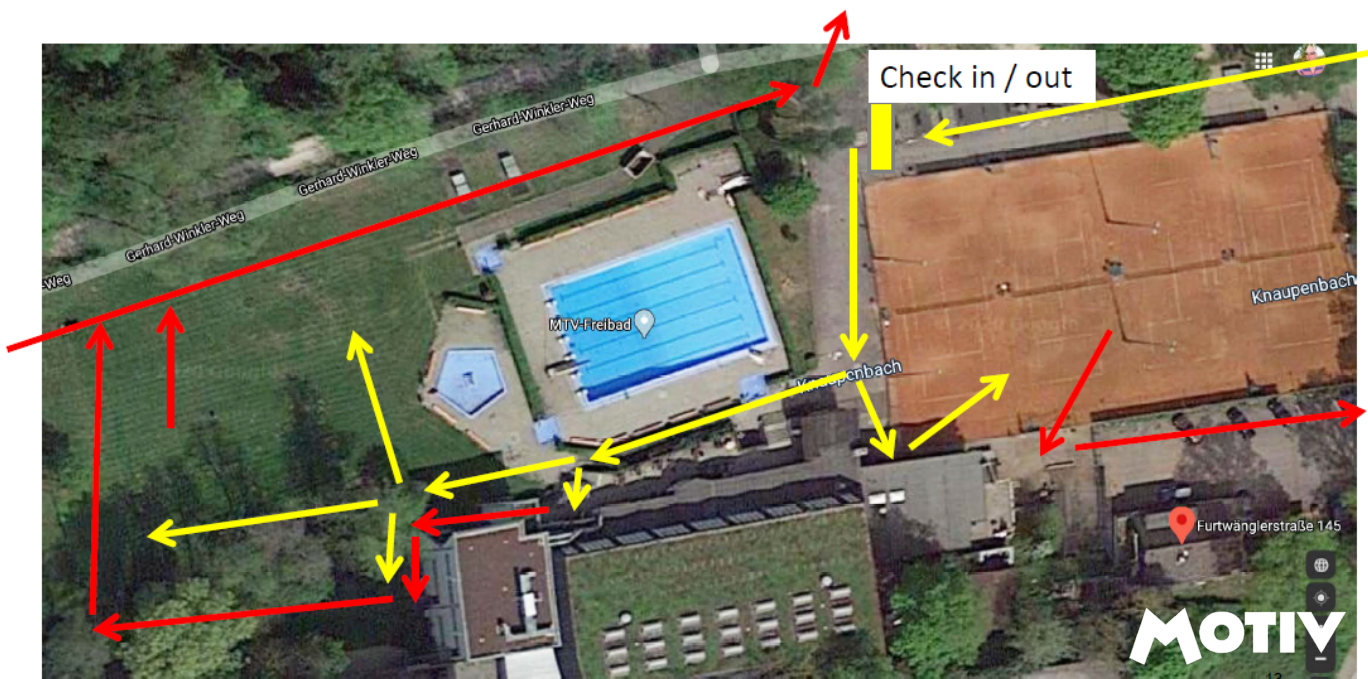 Check in / out
Gerhard-Winkler-Weg
Gerhard-Winkler-Weg
Gerhard-Winkler-Weg
-Weg
Knaupenbach
MTV-Freibad
Knaupenbach
Furtwänglerstraße 145
MOTIV